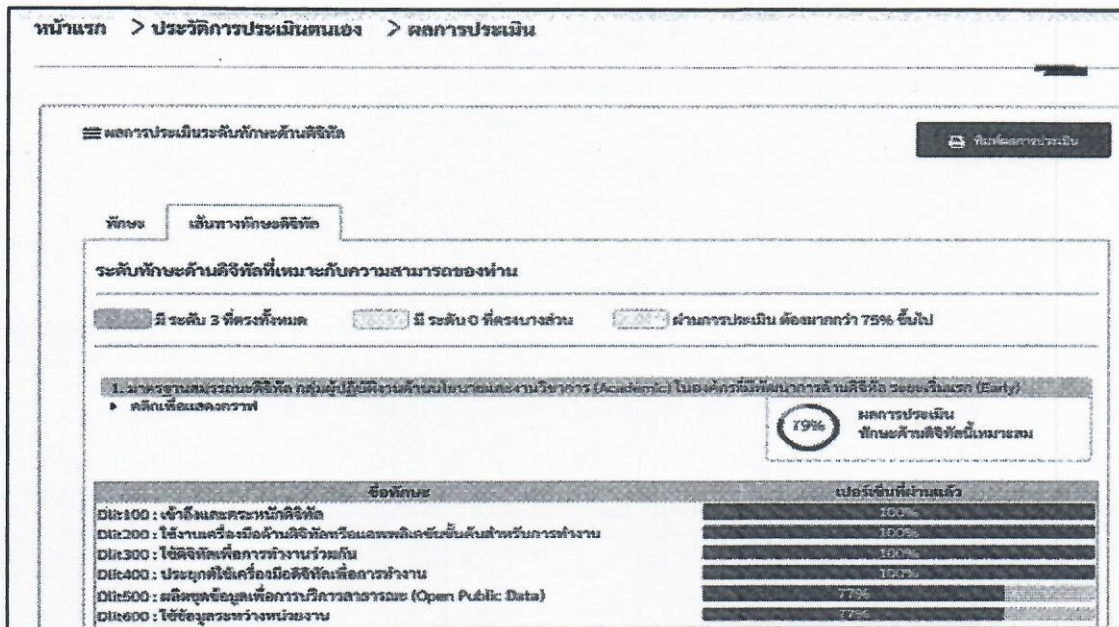 หน้าแรก > ประวัติการประเมินตนเอง > ผลการประเมิน
ผลการประเมินระดับทักษะด้านดิจิทัล
พิมพ์ผลการประเมิน
ทักษะ เส้นทางทักษะดิจิทัล
ระดับทักษะด้านดิจิทัลที่เหมาะกับความสามารถของท่าน
มี ระดับ 3 ที่ตรงทั้งหมด มี ระดับ 0 ที่ตรงบางส่วน ผ่านการประเมิน ต้องมากกว่า 75% ขึ้นไป
1. มาตรฐานสมรรถนะดิจิทัล กลุ่มผู้ปฏิบัติงานด้านนโยบายและงานวิชาการ (Academic) ในองค์กรที่มีพัฒนาการด้านดิจิทัล ระยะเริ่มแรก (Early)
คลิกเพื่อแสดงกราฟ
79% ผลการประเมิน
ทักษะด้านดิจิทัลนี้เหมาะสม
ชื่อทักษะ เปอร์เซ็นที่ผ่านแล้ว
Dlit100 : เข้าถึงและตระหนักดิจิทัล 100%
Dlit200 : ใช้งานเครื่องมือด้านดิจิทัลหรือแอพพลิเคชันขั้นต้นสำหรับการทำงาน 100%
Dlit300 : ใช้ดิจิทัลเพื่อการทำงานร่วมกัน 100%
Dlit400 : ประยุกต์ใช้เครื่องมือดิจิทัลเพื่อการทำงาน 100%
Dlit500 : ผลิตชุดข้อมูลเพื่อการบริการสาธารณะ (Open Public Data) 77%
Dlit600 : ใช้ข้อมูลระหว่างหน่วยงาน 77%